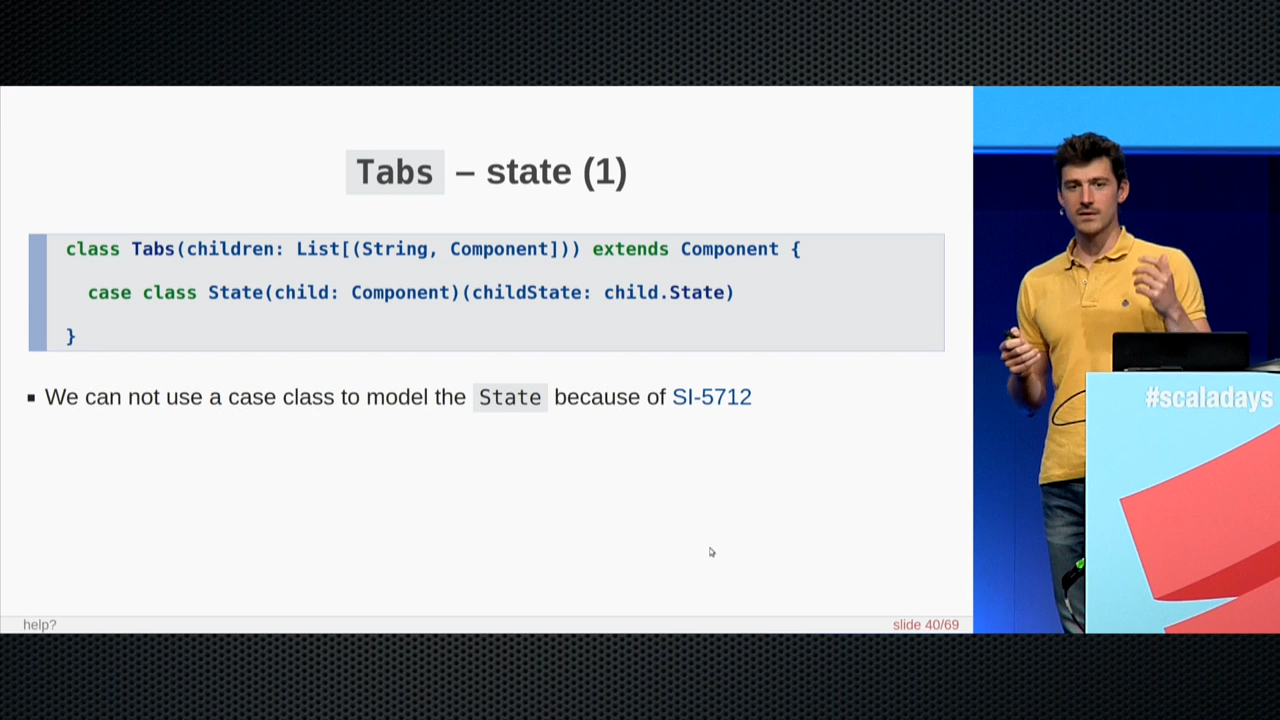 Tabs – state (1)
class Tabs(children: List[(String, Component])) extends Component {
case class State(child: Component)(childState: child.State)
}
▪ We can not use a case class to model the State because of SI-5712
help?
slide 40/69
#scaladays